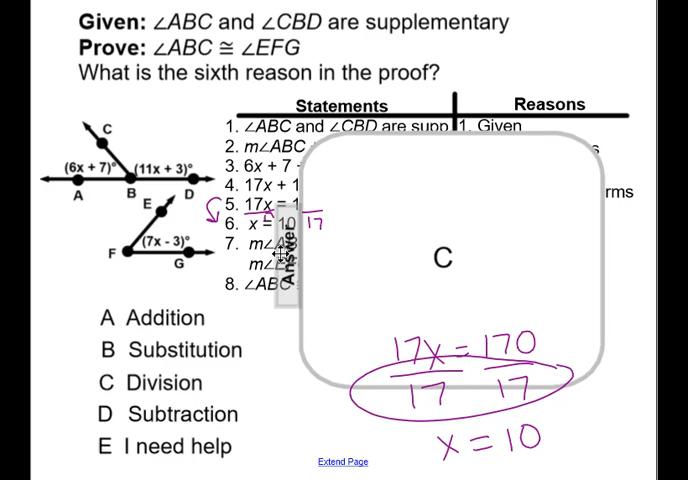 Given: ∠ABC and ∠CBD are supplementary
Prove: ∠ABC ≅ ∠EFG
What is the sixth reason in the proof?
Statements Reasons
1. ∠ABC and ∠CBD are supp 1. Given
2. m∠ABC
3. 6x + 7
4. 17x + 1 rms
5. 17x = 1
6. x = 10 17
7. m∠A
m∠E
8. ∠ABC
C
(6x + 7)° (11x + 3)°
A B D
E
(7x - 3)°
F G
Answer
C
A Addition
B Substitution
C Division
D Subtraction
E I need help
17x = 170
17 17
x = 10
Extend Page